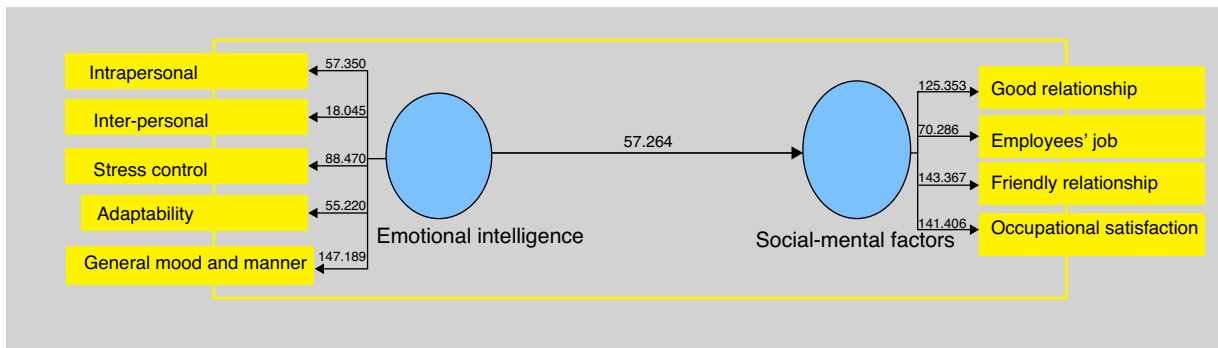 Intrapersonal
57.350
Inter-personal
18.045
Stress control
88.470
Adaptability
55.220
General mood and manner
147.189
Emotional intelligence
57.264
Social-mental factors
125.353
Good relationship
70.286
Employees’ job
143.367
Friendly relationship
141.406
Occupational satisfaction